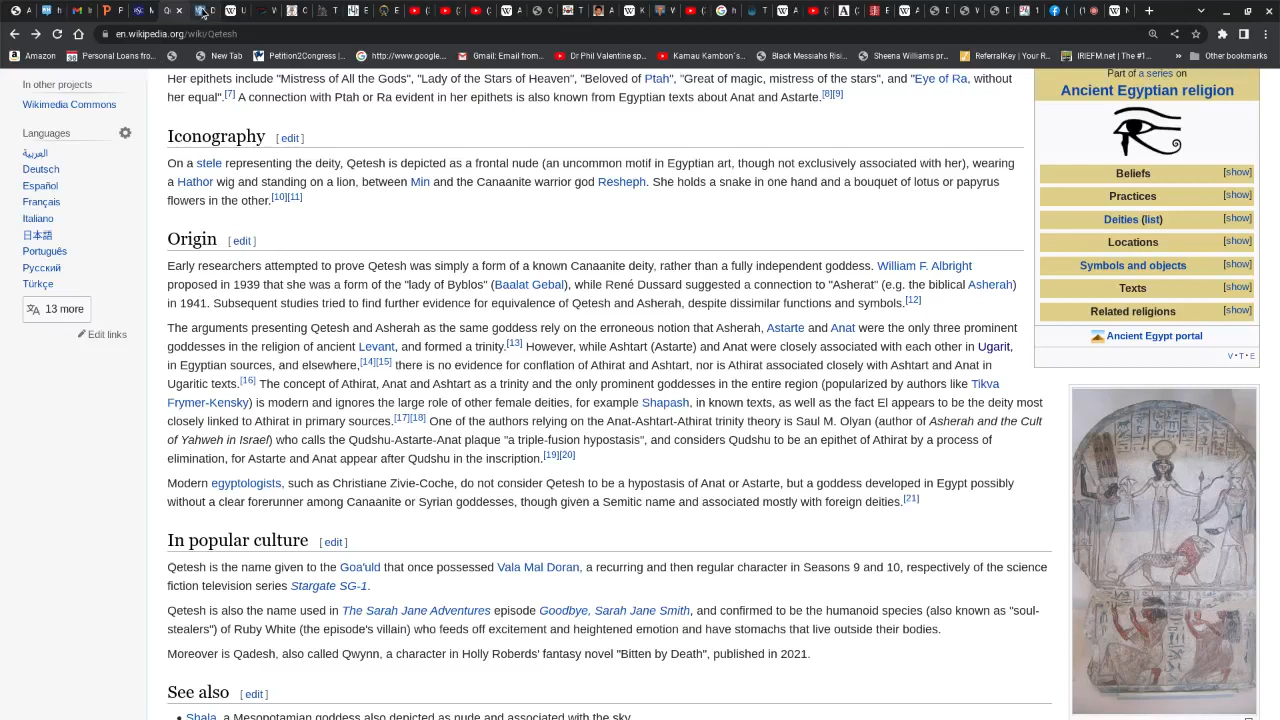 en.wikipedia.org/wiki/Qetesh
Amazon
Personal Loans fro...
New Tab
Petition2Congress |...
http://www.google...
Gmail: Email from...
Dr Phil Valentine sp...
Kamau Kambon`s...
Black Messiahs Risi...
Sheena Williams pr...
ReferralKey | Your R...
IRIEFM.net | The #1...
»
Other bookmarks
In other projects
Wikimedia Commons
Languages
العربية
Deutsch
Español
Français
Italiano
日本語
Português
Русский
Türkçe
13 more
Edit links
Her epithets include "Mistress of All the Gods", "Lady of the Stars of Heaven", "Beloved of Ptah", "Great of magic, mistress of the stars", and "Eye of Ra, without
her equal".[7] A connection with Ptah or Ra evident in her epithets is also known from Egyptian texts about Anat and Astarte.[8][9]
Iconography [ edit ]
On a stele representing the deity, Qetesh is depicted as a frontal nude (an uncommon motif in Egyptian art, though not exclusively associated with her), wearing
a Hathor wig and standing on a lion, between Min and the Canaanite warrior god Resheph. She holds a snake in one hand and a bouquet of lotus or papyrus
flowers in the other.[10][11]
Origin [ edit ]
Early researchers attempted to prove Qetesh was simply a form of a known Canaanite deity, rather than a fully independent goddess. William F. Albright
proposed in 1939 that she was a form of the "lady of Byblos" (Baalat Gebal), while René Dussard suggested a connection to "Asherat" (e.g. the biblical Asherah)
in 1941. Subsequent studies tried to find further evidence for equivalence of Qetesh and Asherah, despite dissimilar functions and symbols.[12]
The arguments presenting Qetesh and Asherah as the same goddess rely on the erroneous notion that Asherah, Astarte and Anat were the only three prominent
goddesses in the religion of ancient Levant, and formed a trinity.[13] However, while Ashtart (Astarte) and Anat were closely associated with each other in Ugarit,
in Egyptian sources, and elsewhere,[14][15] there is no evidence for conflation of Athirat and Ashtart, nor is Athirat associated closely with Ashtart and Anat in
Ugaritic texts.[16] The concept of Athirat, Anat and Ashtart as a trinity and the only prominent goddesses in the entire region (popularized by authors like Tikva
Frymer-Kensky) is modern and ignores the large role of other female deities, for example Shapash, in known texts, as well as the fact El appears to be the deity most
closely linked to Athirat in primary sources.[17][18] One of the authors relying on the Anat-Ashtart-Athirat trinity theory is Saul M. Olyan (author of Asherah and the Cult
of Yahweh in Israel) who calls the Qudshu-Astarte-Anat plaque "a triple-fusion hypostasis", and considers Qudshu to be an epithet of Athirat by a process of
elimination, for Astarte and Anat appear after Qudshu in the inscription.[19][20]
Modern egyptologists, such as Christiane Zivie-Coche, do not consider Qetesh to be a hypostasis of Anat or Astarte, but a goddess developed in Egypt possibly
without a clear forerunner among Canaanite or Syrian goddesses, though given a Semitic name and associated mostly with foreign deities.[21]
In popular culture [ edit ]
Qetesh is the name given to the Goa'uld that once possessed Vala Mal Doran, a recurring and then regular character in Seasons 9 and 10, respectively of the science
fiction television series Stargate SG-1.
Qetesh is also the name used in The Sarah Jane Adventures episode Goodbye, Sarah Jane Smith, and confirmed to be the humanoid species (also known as "soul-
stealers") of Ruby White (the episode's villain) who feeds off excitement and heightened emotion and have stomachs that live outside their bodies.
Moreover is Qadesh, also called Qwynn, a character in Holly Roberds' fantasy novel "Bitten by Death", published in 2021.
See also [ edit ]
• Shala, a Mesopotamian goddess also depicted as nude and associated with the sky
Part of a series on
Ancient Egyptian religion
Beliefs [show]
Practices [show]
Deities (list) [show]
Locations [show]
Symbols and objects [show]
Texts [show]
Related religions [show]
Ancient Egypt portal
V · T · E